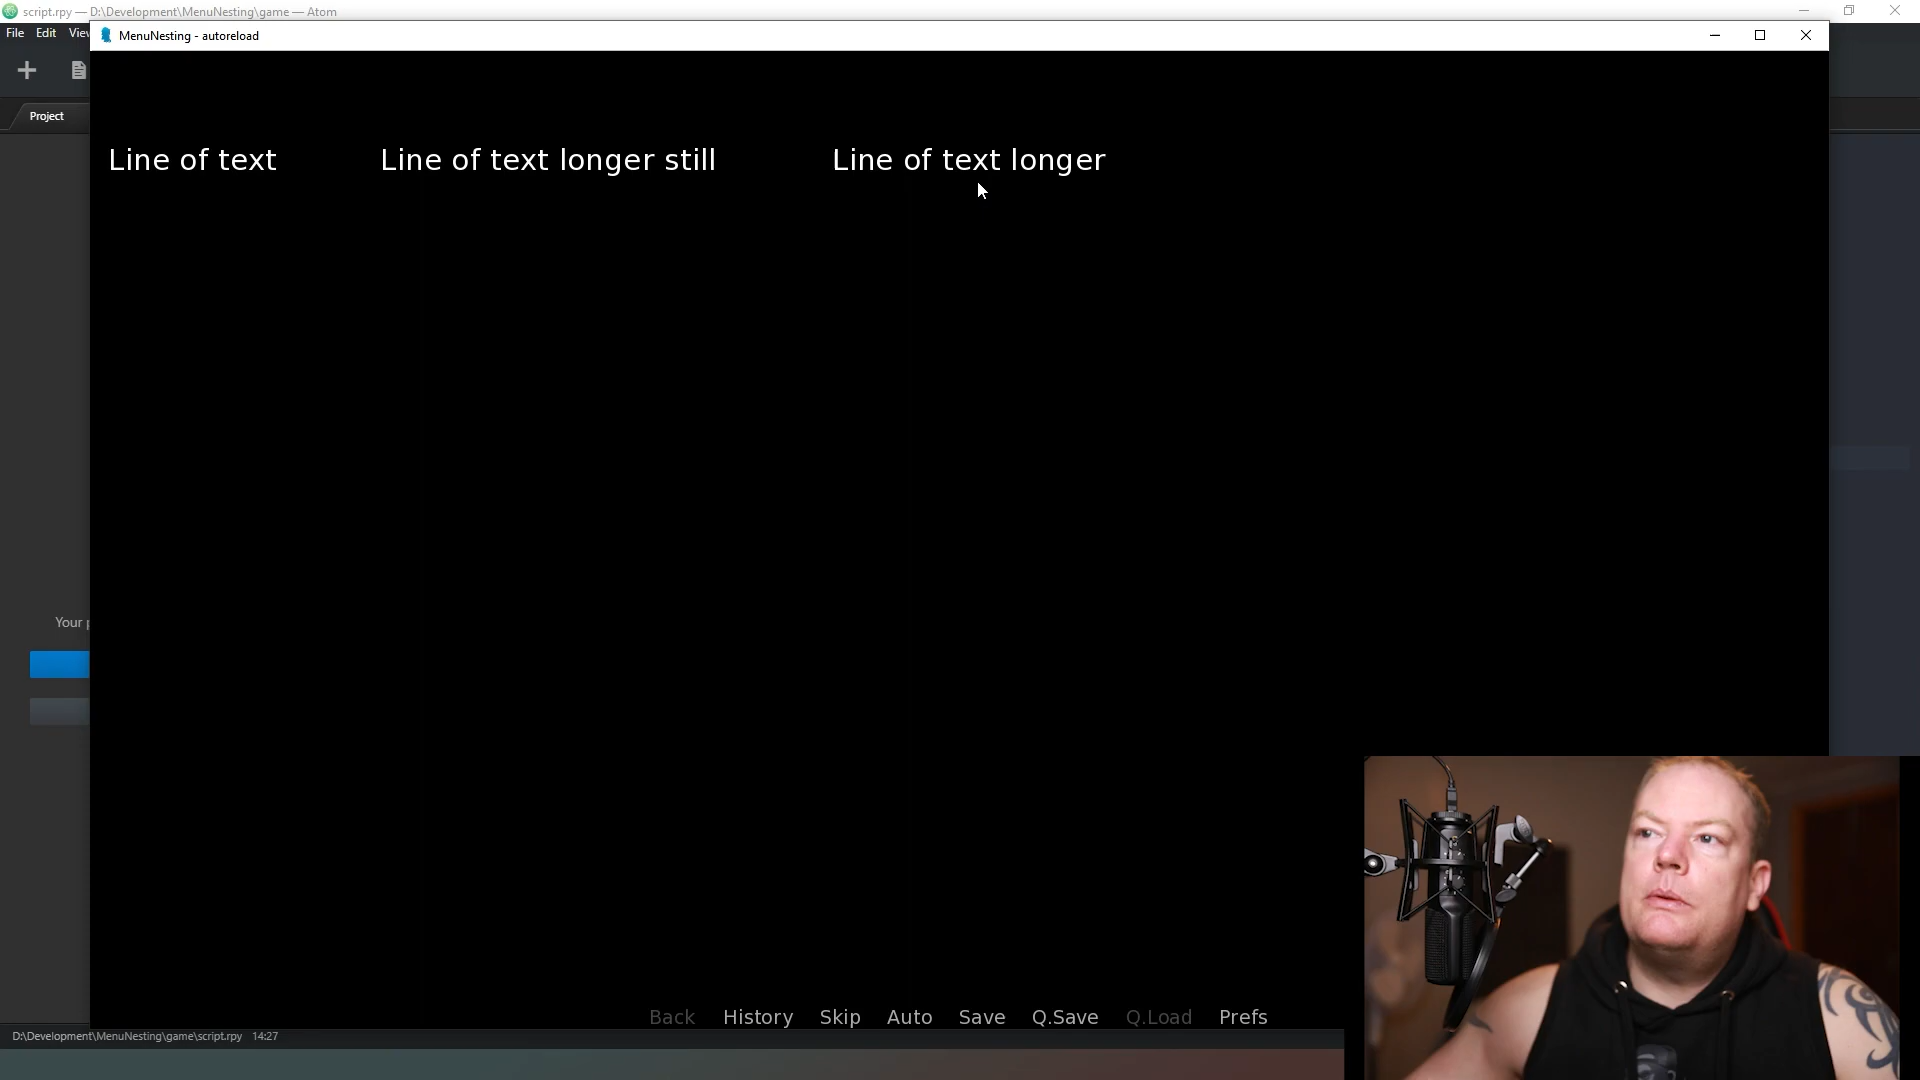 script.rpy — D:\Development\MenuNesting\game — Atom
File Edit View
MenuNesting - autoreload
Project
Line of text Line of text longer still Line of text longer
Your
Back History Skip Auto Save Q.Save Q.Load Prefs
D:\Development\MenuNesting\game\script.rpy 14:27